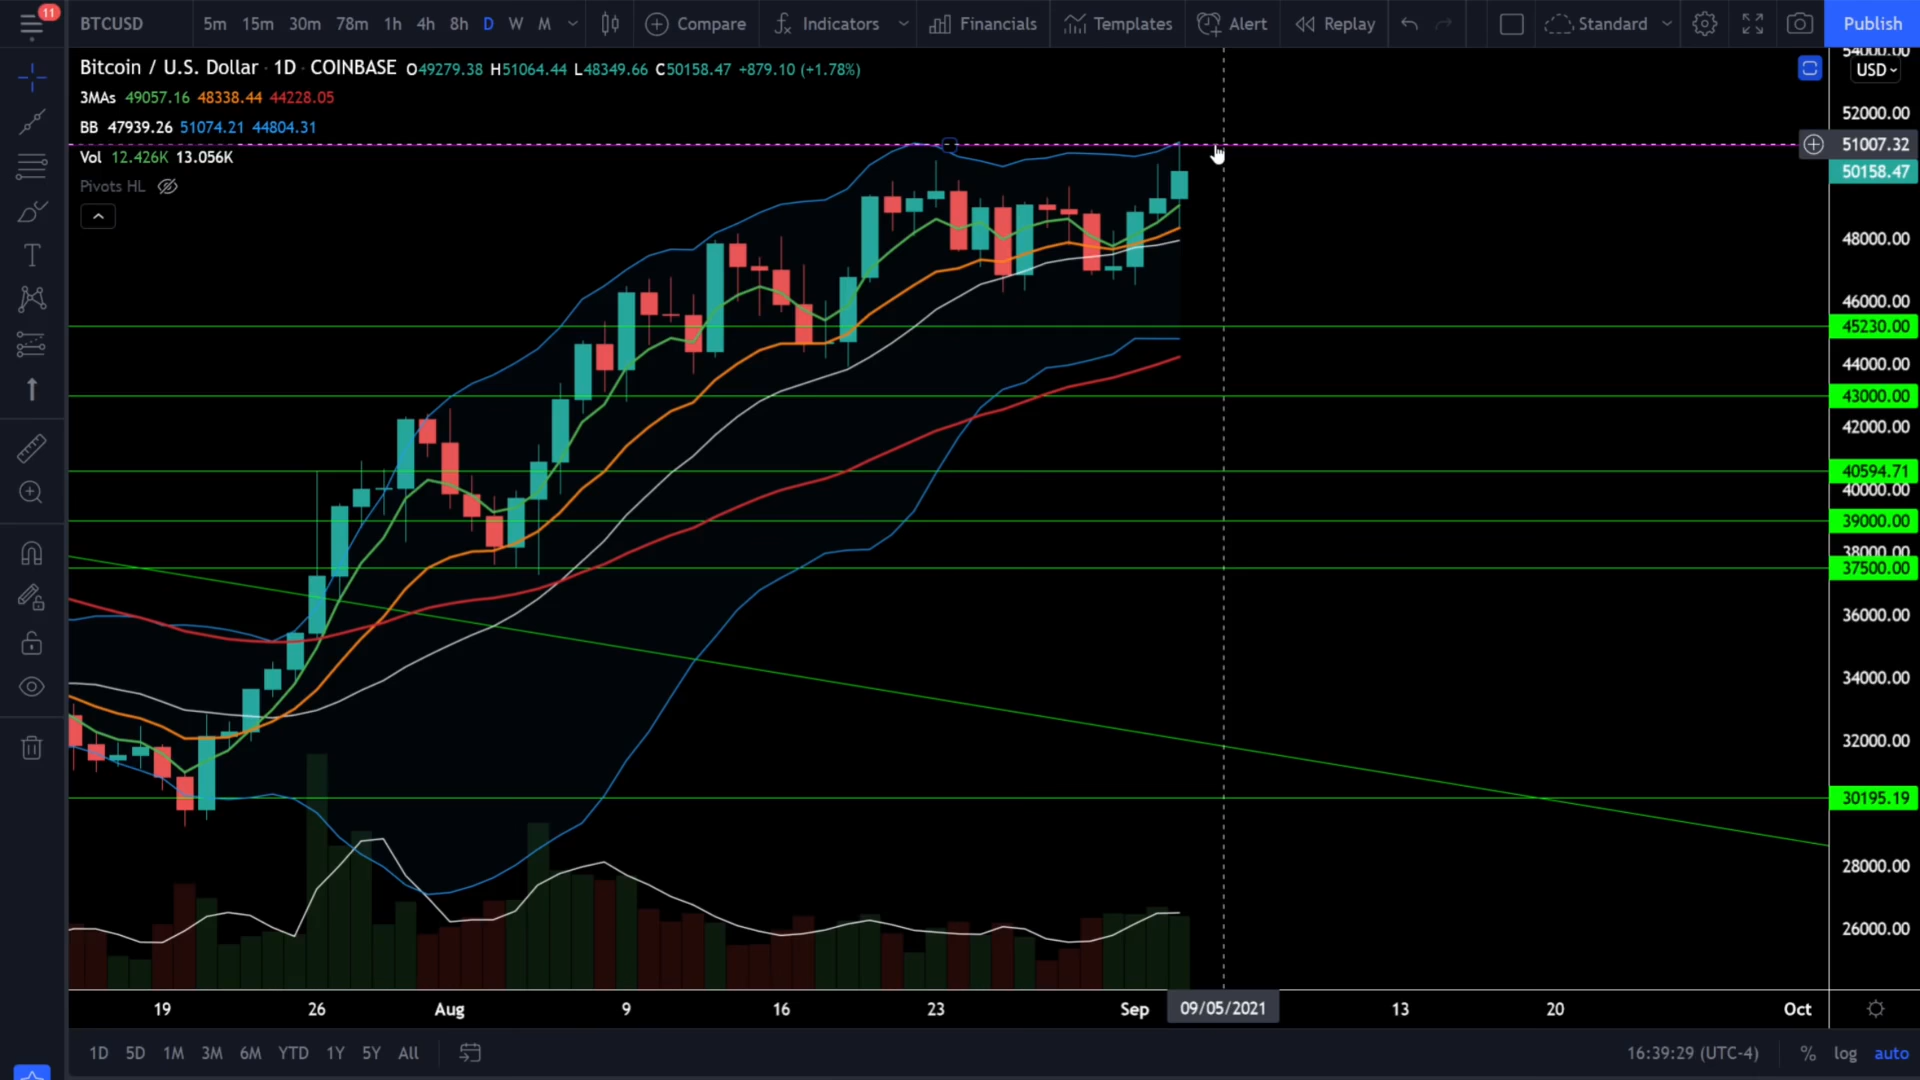 11
BTCUSD 5m 15m 30m 78m 1h 4h 8h D W M Compare Indicators Financials Templates Alert Replay Standard Publish
Bitcoin / U.S. Dollar · 1D · COINBASE O49279.38 H51064.44 L48349.66 C50158.47 +879.10 (+1.78%)
3MAs 49057.16 48338.44 44228.05
BB 47939.26 51074.21 44804.31
Vol 12.426K 13.056K
Pivots HL
54000.00
USD
52000.00
51007.32
50158.47
48000.00
46000.00
45230.00
44000.00
43000.00
42000.00
40594.71
40000.00
39000.00
38000.00
37500.00
36000.00
34000.00
32000.00
30195.19
28000.00
26000.00
19 26 Aug 9 16 23 Sep 09/05/2021 13 20 Oct
1D 5D 1M 3M 6M YTD 1Y 5Y All 16:39:29 (UTC-4) % log auto